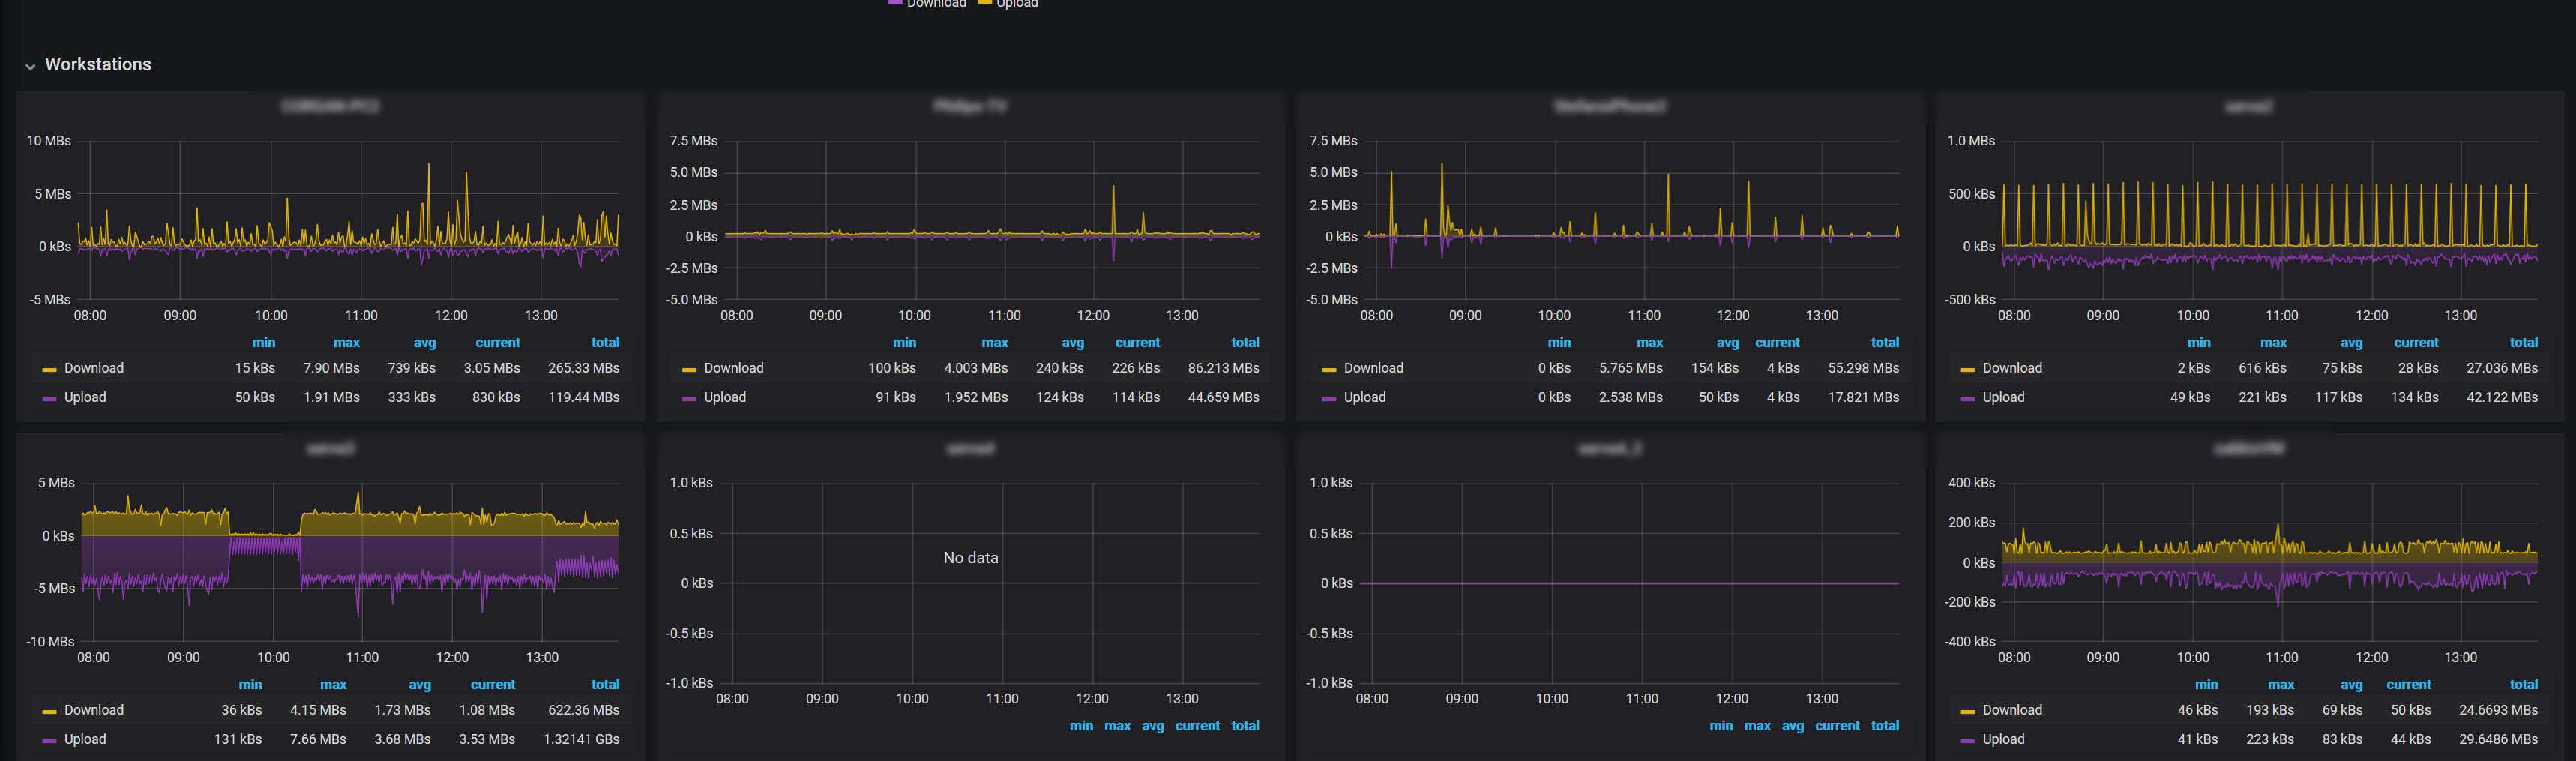 Download Upload
Workstations
10 MBs
5 MBs
0 kBs
-5 MBs
08:00 09:00 10:00 11:00 12:00 13:00
min max avg current total
Download 15 kBs 7.90 MBs 739 kBs 3.05 MBs 265.33 MBs
Upload 50 kBs 1.91 MBs 333 kBs 830 kBs 119.44 MBs
7.5 MBs
5.0 MBs
2.5 MBs
0 kBs
-2.5 MBs
-5.0 MBs
08:00 09:00 10:00 11:00 12:00 13:00
min max avg current total
Download 100 kBs 4.003 MBs 240 kBs 226 kBs 86.213 MBs
Upload 91 kBs 1.952 MBs 124 kBs 114 kBs 44.659 MBs
7.5 MBs
5.0 MBs
2.5 MBs
0 kBs
-2.5 MBs
-5.0 MBs
08:00 09:00 10:00 11:00 12:00 13:00
min max avg current total
Download 0 kBs 5.765 MBs 154 kBs 4 kBs 55.298 MBs
Upload 0 kBs 2.538 MBs 50 kBs 4 kBs 17.821 MBs
1.0 MBs
500 kBs
0 kBs
-500 kBs
08:00 09:00 10:00 11:00 12:00 13:00
min max avg current total
Download 2 kBs 616 kBs 75 kBs 28 kBs 27.036 MBs
Upload 49 kBs 221 kBs 117 kBs 134 kBs 42.122 MBs
5 MBs
0 kBs
-5 MBs
-10 MBs
08:00 09:00 10:00 11:00 12:00 13:00
min max avg current total
Download 36 kBs 4.15 MBs 1.73 MBs 1.08 MBs 622.36 MBs
Upload 131 kBs 7.66 MBs 3.68 MBs 3.53 MBs 1.32141 GBs
1.0 kBs
0.5 kBs
No data
0 kBs
-0.5 kBs
-1.0 kBs
08:00 09:00 10:00 11:00 12:00 13:00
min max avg current total
1.0 kBs
0.5 kBs
0 kBs
-0.5 kBs
-1.0 kBs
08:00 09:00 10:00 11:00 12:00 13:00
min max avg current total
400 kBs
200 kBs
0 kBs
-200 kBs
-400 kBs
08:00 09:00 10:00 11:00 12:00 13:00
min max avg current total
Download 46 kBs 193 kBs 69 kBs 50 kBs 24.6693 MBs
Upload 41 kBs 223 kBs 83 kBs 44 kBs 29.6486 MBs